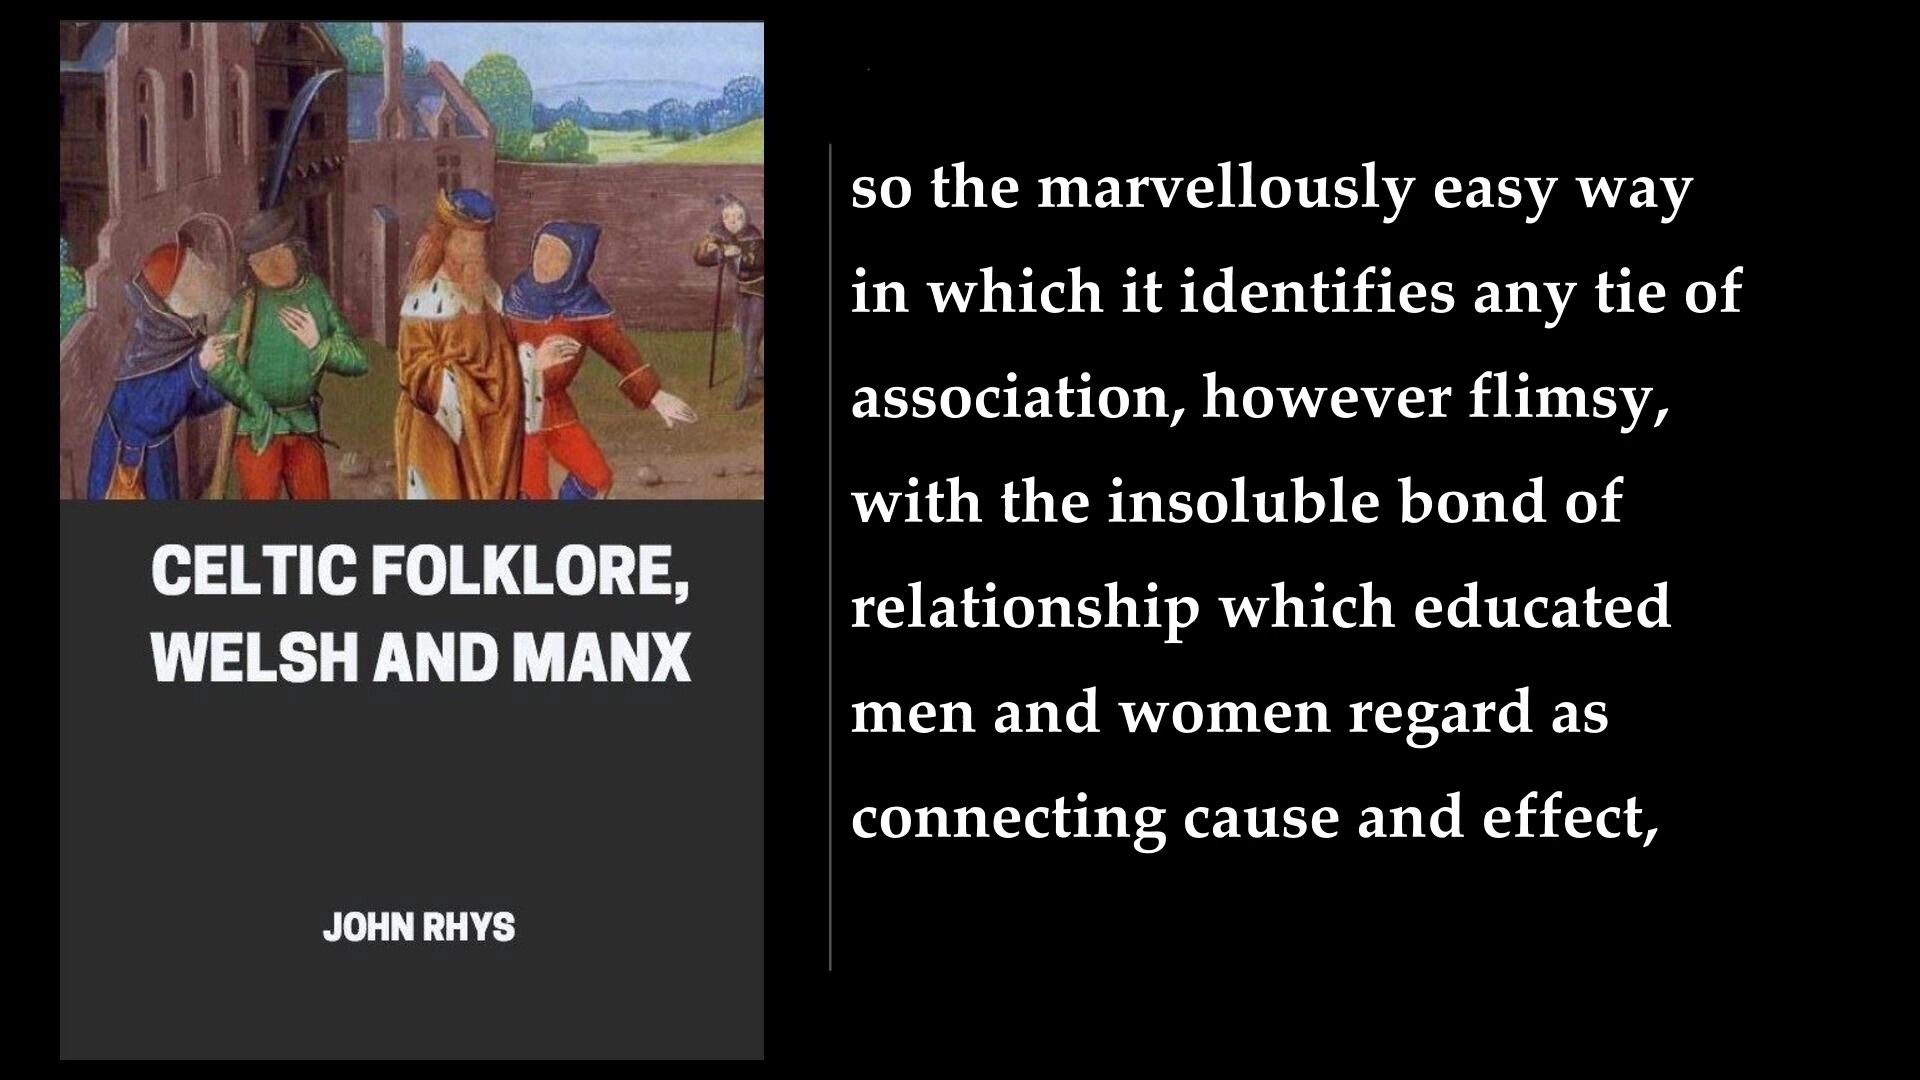 CELTIC FOLKLORE,
WELSH AND MANX
JOHN RHYS
so the marvellously easy way
in which it identifies any tie of
association, however flimsy,
with the insoluble bond of
relationship which educated
men and women regard as
connecting cause and effect,